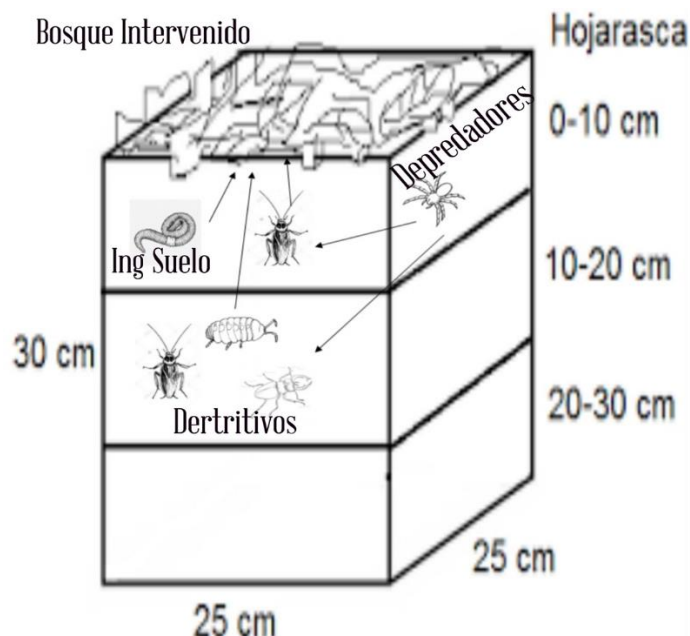 Bosque Intervenido
Hojarasca
0-10 cm
Depredadores
Ing Suelo
10-20 cm
30 cm
20-30 cm
Dertritivos
25 cm
25 cm